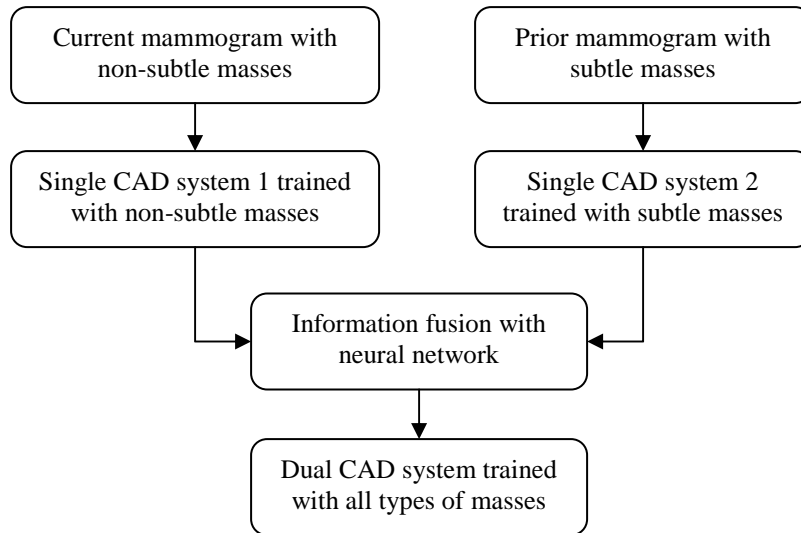 Current mammogram with
non-subtle masses
Prior mammogram with
subtle masses
Single CAD system 1 trained
with non-subtle masses
Single CAD system 2
trained with subtle masses
Information fusion with
neural network
Dual CAD system trained
with all types of masses